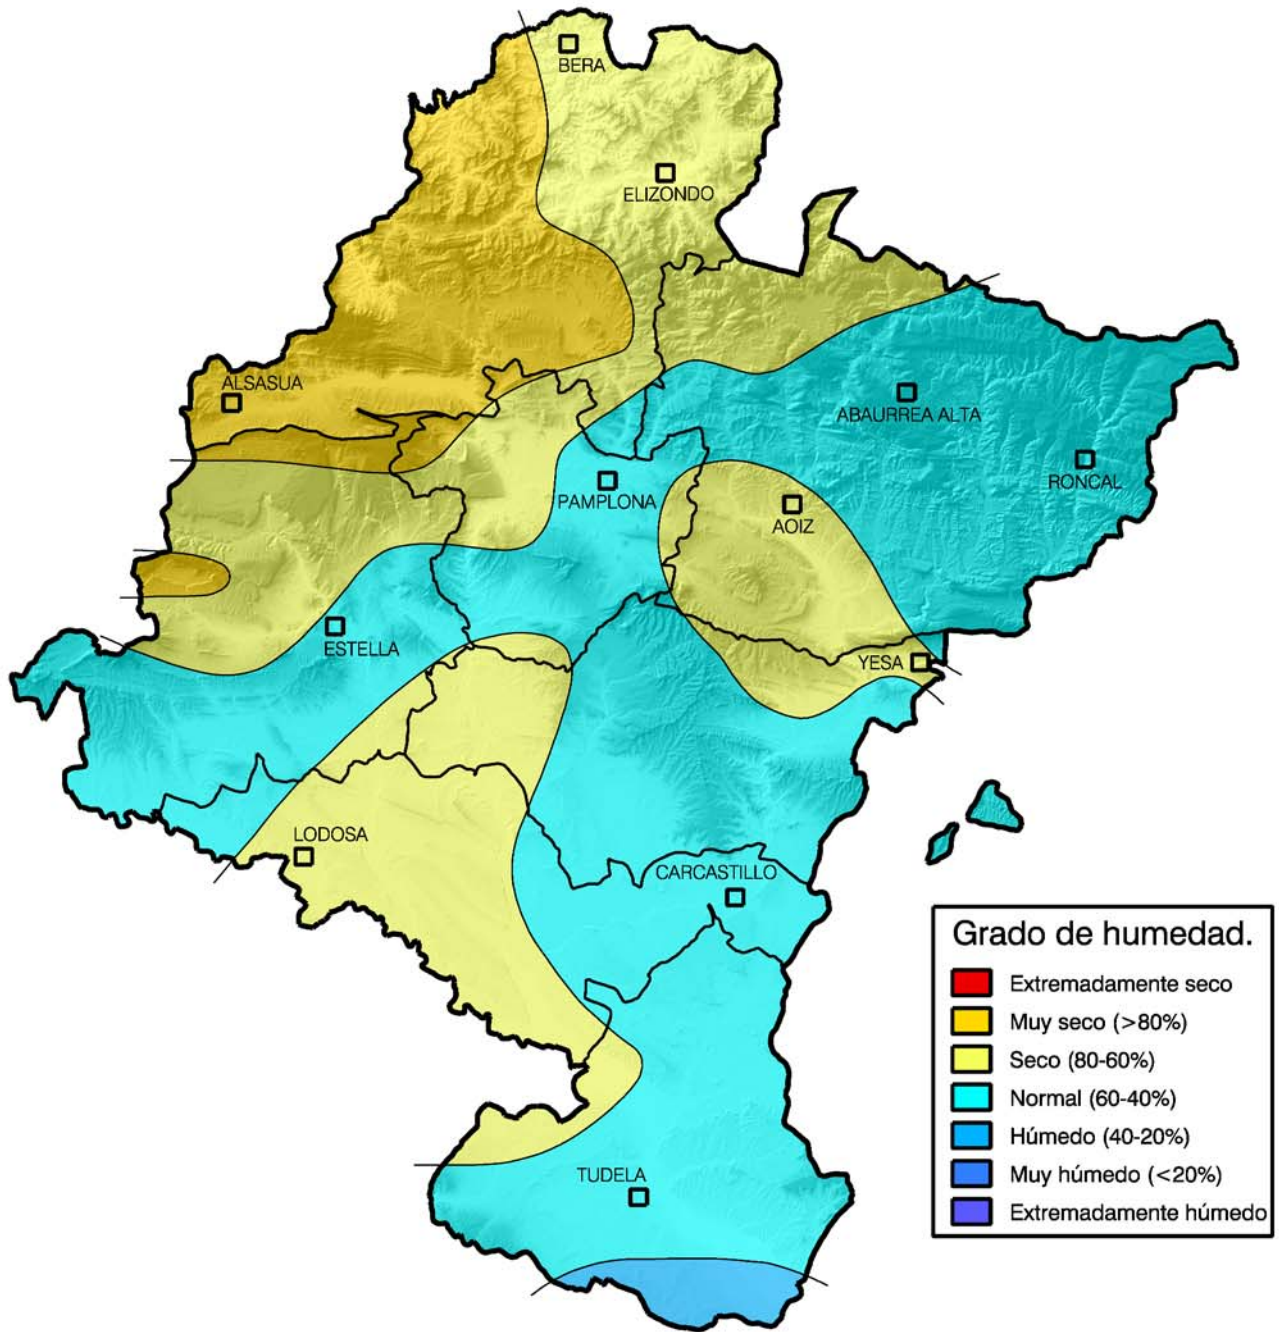 BERA
ELIZONDO
ALSASUA
ABAURREA ALTA
RONCAL
PAMPLONA
AOIZ
ESTELLA
YESA
LODOSA
CARCASTILLO
TUDELA
Grado de humedad.
Extremadamente seco
Muy seco (>80%)
Seco (80-60%)
Normal (60-40%)
Húmedo (40-20%)
Muy húmedo (<20%)
Extremadamente húmedo